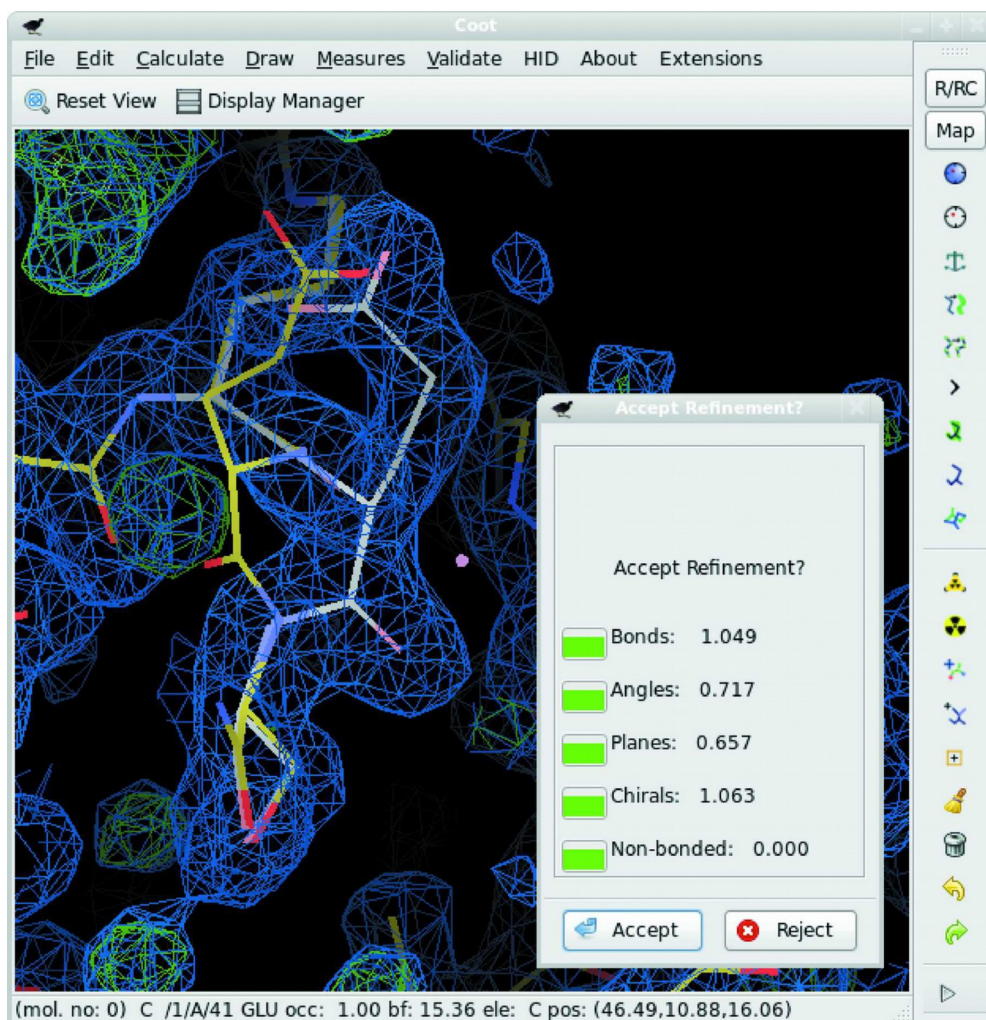 Coot
File Edit Calculate Draw Measures Validate HID About Extensions
R/RC
Reset View Display Manager
Map
Accept Refinement?
Accept Refinement?
Bonds: 1.049
Angles: 0.717
Planes: 0.657
Chirals: 1.063
Non-bonded: 0.000
Accept Reject
(mol. no: 0) C /1/A/41 GLU occ: 1.00 bf: 15.36 ele: C pos: (46.49,10.88,16.06)